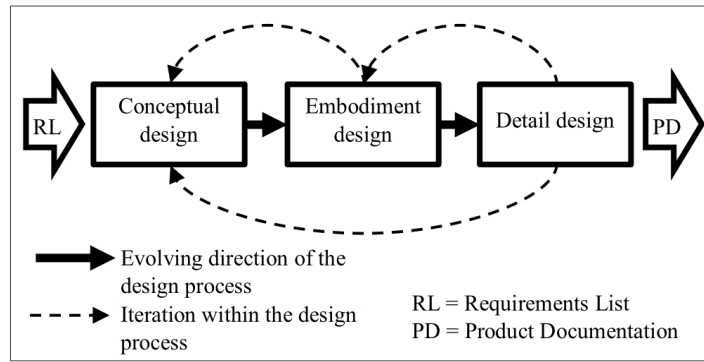 RL
Conceptual
design
Embodiment
design
Detail design
PD
Evolving direction of the
design process
Iteration within the design
process
RL = Requirements List
PD = Product Documentation